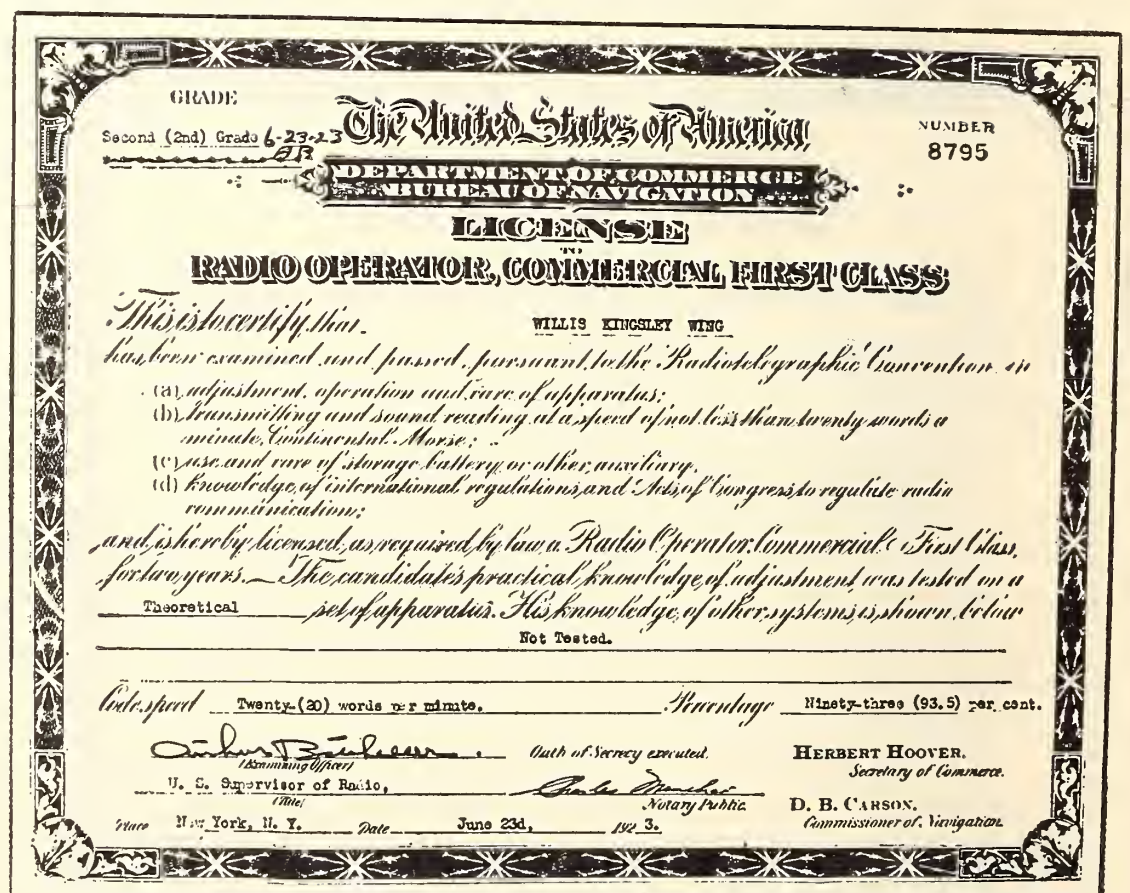 GRADE
Second (2nd) Grade 6-23-23
The United States of America
NUMBER
8795
DEPARTMENT OF COMMERCE
BUREAU OF NAVIGATION
LICENSE
TO
RADIO OPERATOR, COMMERCIAL FIRST CLASS
This is to certify, that WILLIS KINGSLEY WING
has been examined and passed, pursuant to the Radiotelegraphic Convention in
(a) adjustment, operation and care of apparatus;
(b) transmitting and sound reading at a speed of not less than twenty words a
minute, Continental Morse;
(c) use and care of storage battery or other auxiliary.
(d) knowledge of international regulations and Acts of Congress to regulate radio
communication;
and is hereby licensed, as required by law, a Radio Operator, Commercial First Class,
for two years. — The candidate's practical knowledge of adjustment was tested on a
Theoretical set of apparatus. His knowledge of other systems is shown below
Not Tested.
Code speed Twenty-(20) words per minute. Percentage Ninety-three (93.5) per cent.
Oath of Secrecy executed. HERBERT HOOVER.
(Examining Officer) Secretary of Commerce.
U. S. Supervisor of Radio, Charles
(Title) Notary Public. D. B. CARSON.
Place New York, N. Y. Date June 23d, 1923. Commissioner of Navigation.